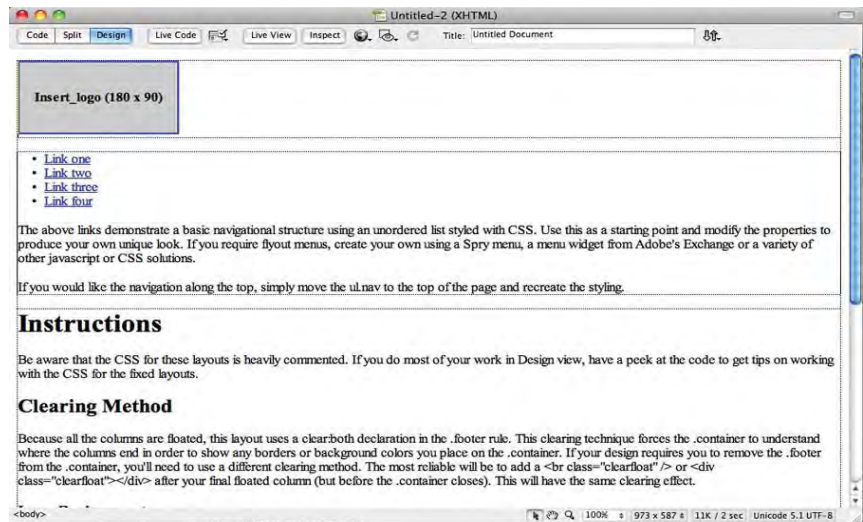 Untitled-2 (XHTML)
Code Split Design Live Code Live View Inspect Title: Untitled Document
Insert_logo (180 x 90)
• Link one
• Link two
• Link three
• Link four
The above links demonstrate a basic navigational structure using an unordered list styled with CSS. Use this as a starting point and modify the properties to
produce your own unique look. If you require flyout menus, create your own using a Spry menu, a menu widget from Adobe's Exchange or a variety of
other javascript or CSS solutions.
If you would like the navigation along the top, simply move the ul.nav to the top of the page and recreate the styling.
Instructions
Be aware that the CSS for these layouts is heavily commented. If you do most of your work in Design view, have a peek at the code to get tips on working
with the CSS for the fixed layouts.
Clearing Method
Because all the columns are floated, this layout uses a clear:both declaration in the .footer rule. This clearing technique forces the .container to understand
where the columns end in order to show any borders or background colors you place on the .container. If your design requires you to remove the .footer
from the .container, you'll need to use a different clearing method. The most reliable will be to add a <br class="clearfloat" /> or <div
class="clearfloat"></div> after your final floated column (but before the .container closes). This will have the same clearing effect.
<body> 100% 973 x 587 11K / 2 sec Unicode 5.1 UTF-8